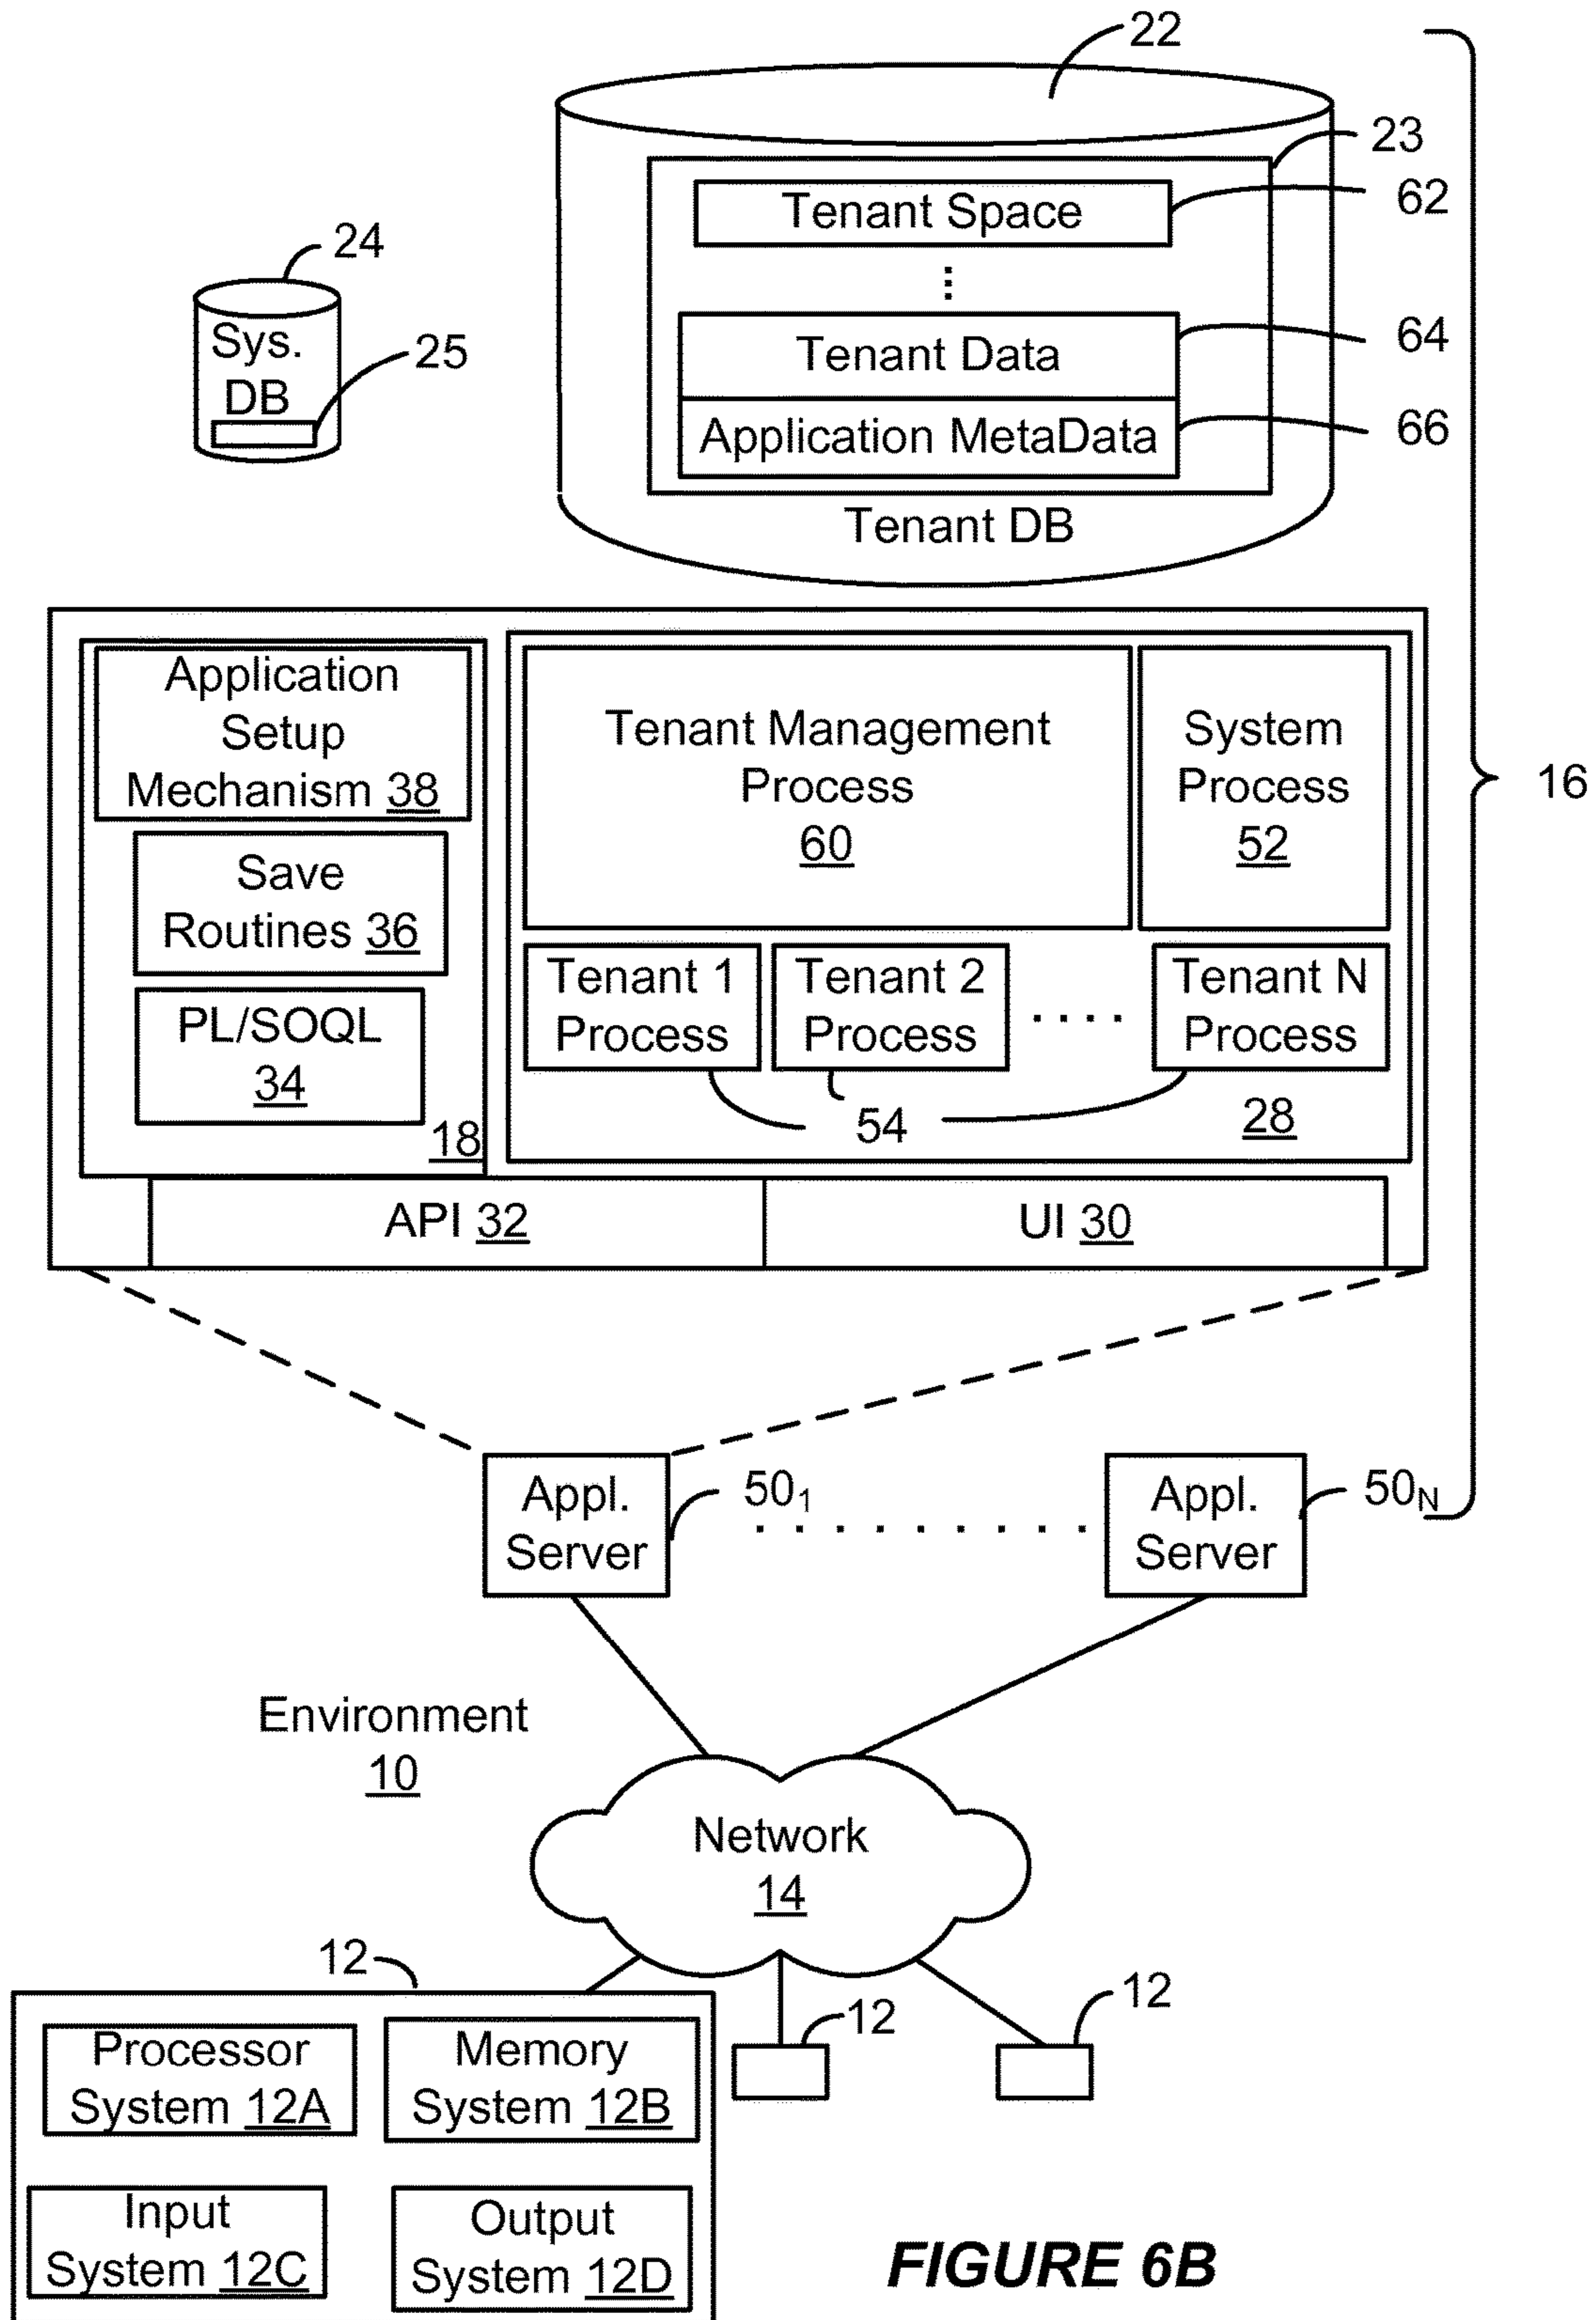 22
23
Tenant Space
62
24
Sys.
DB
25
Tenant Data
64
Application MetaData
66
Tenant DB
16
Application
Setup
Mechanism 38
Save
Routines 36
PL/SOQL
34
18
Tenant Management
Process
60
System
Process
52
Tenant 1
Process
Tenant 2
Process
....
Tenant N
Process
54
28
API 32
UI 30
Appl.
Server
50₁
.........
Appl.
Server
50N
Environment
10
Network
14
12
Processor
System 12A
Memory
System 12B
Input
System 12C
Output
System 12D
12
12
FIGURE 6B